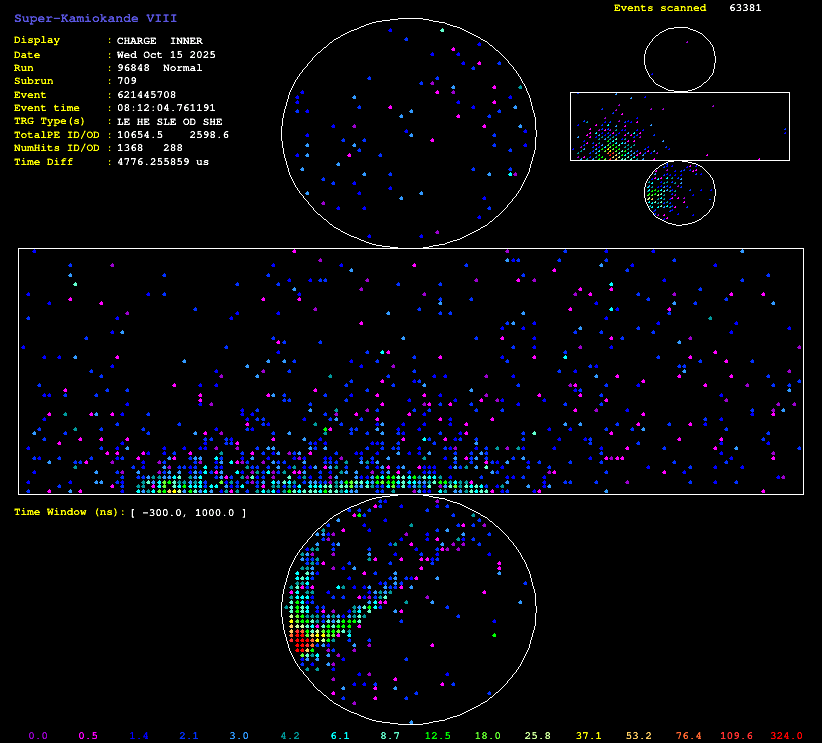 Super-Kamiokande VIII
Events scanned 63381
Display : CHARGE INNER
Date : Wed Oct 15 2025
Run : 96848 Normal
Subrun : 709
Event : 621445708
Event time : 08:12:04.761191
TRG Type(s) : LE HE SLE OD SHE
TotalPE ID/OD : 10654.5 2598.6
NumHits ID/OD : 1368 288
Time Diff : 4776.255859 us
Time Window (ns): [ -300.0, 1000.0 ]
0.0 0.5 1.4 2.1 3.0 4.2 6.1 8.7 12.5 18.0 25.8 37.1 53.2 76.4 109.6 324.0